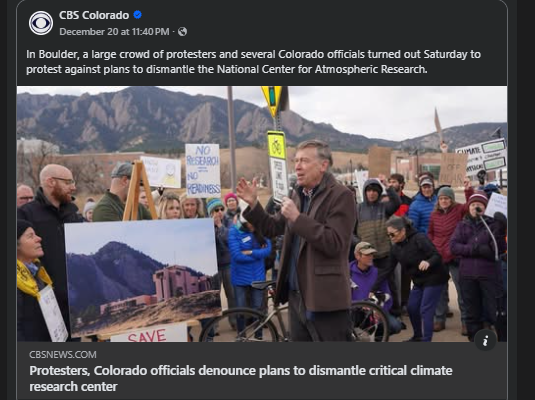 CBS Colorado
December 20 at 11:40 PM ·
In Boulder, a large crowd of protesters and several Colorado officials turned out Saturday to
protest against plans to dismantle the National Center for Atmospheric Research.
NO
RESEARCH
NO
READINESS
CLIMATE
SAVE
CBSNEWS.COM
Protesters, Colorado officials denounce plans to dismantle critical climate
research center